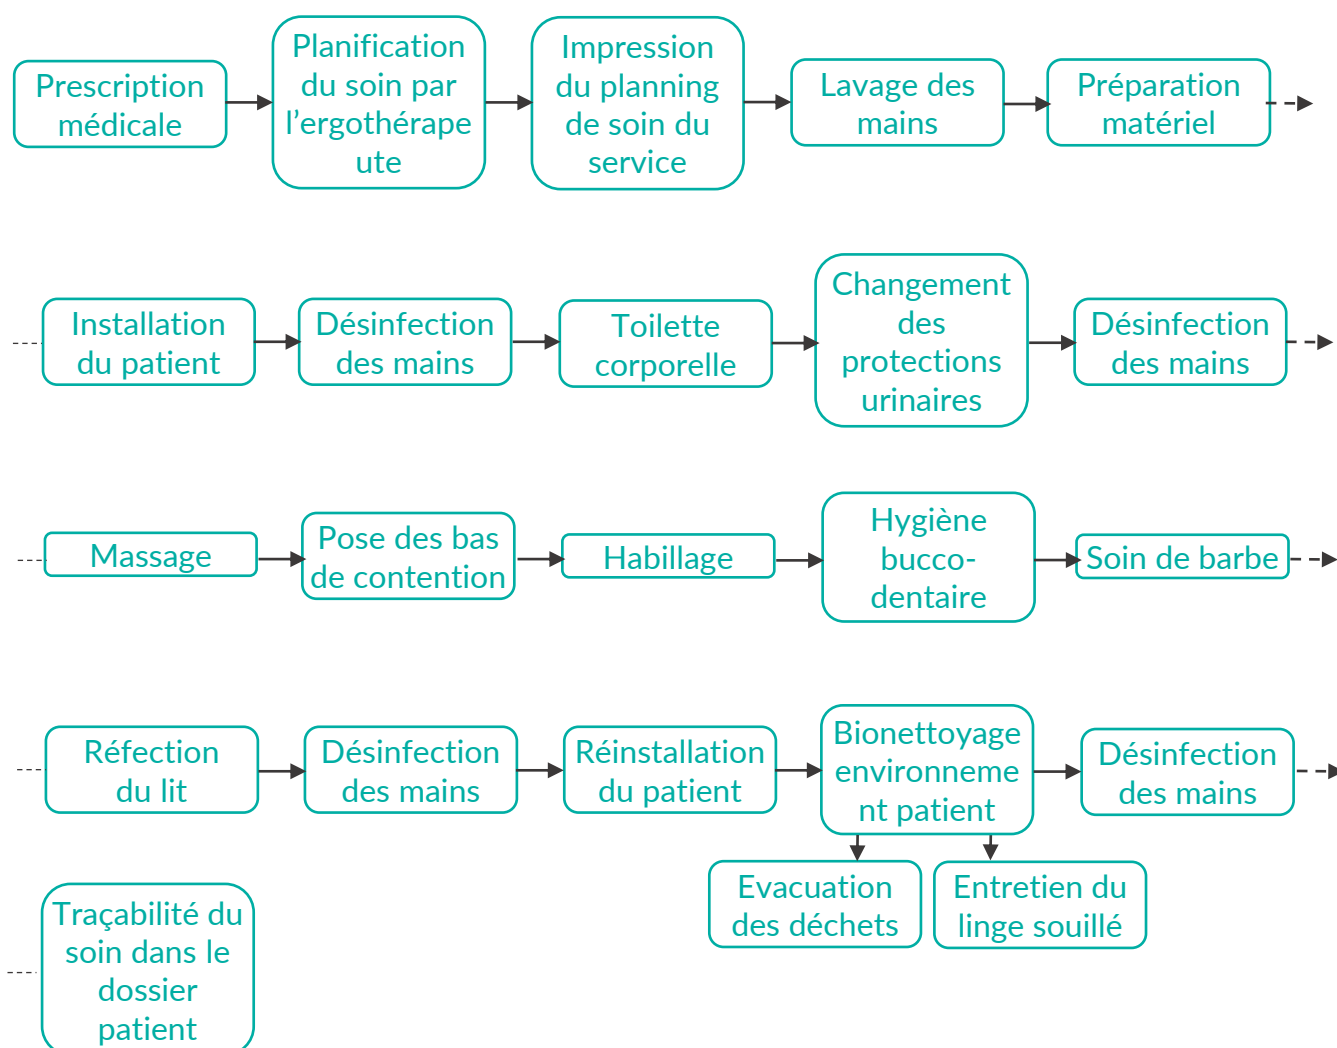 Prescription
médicale
Planification
du soin par
l'ergothérape
ute
Impression
du planning
de soin du
service
Lavage des
mains
Préparation
matériel
Installation
du patient
Désinfection
des mains
Toilette
corporelle
Changement
des
protections
urinaires
Désinfection
des mains
Massage
Pose des bas
de contention
Habillage
Hygiène
bucco-
dentaire
Soin de barbe
Réfection
du lit
Désinfection
des mains
Réinstallation
du patient
Bionettoyage
environneme
nt patient
Désinfection
des mains
Evacuation
des déchets
Entretien du
linge souillé
Traçabilité du
soin dans le
dossier
patient